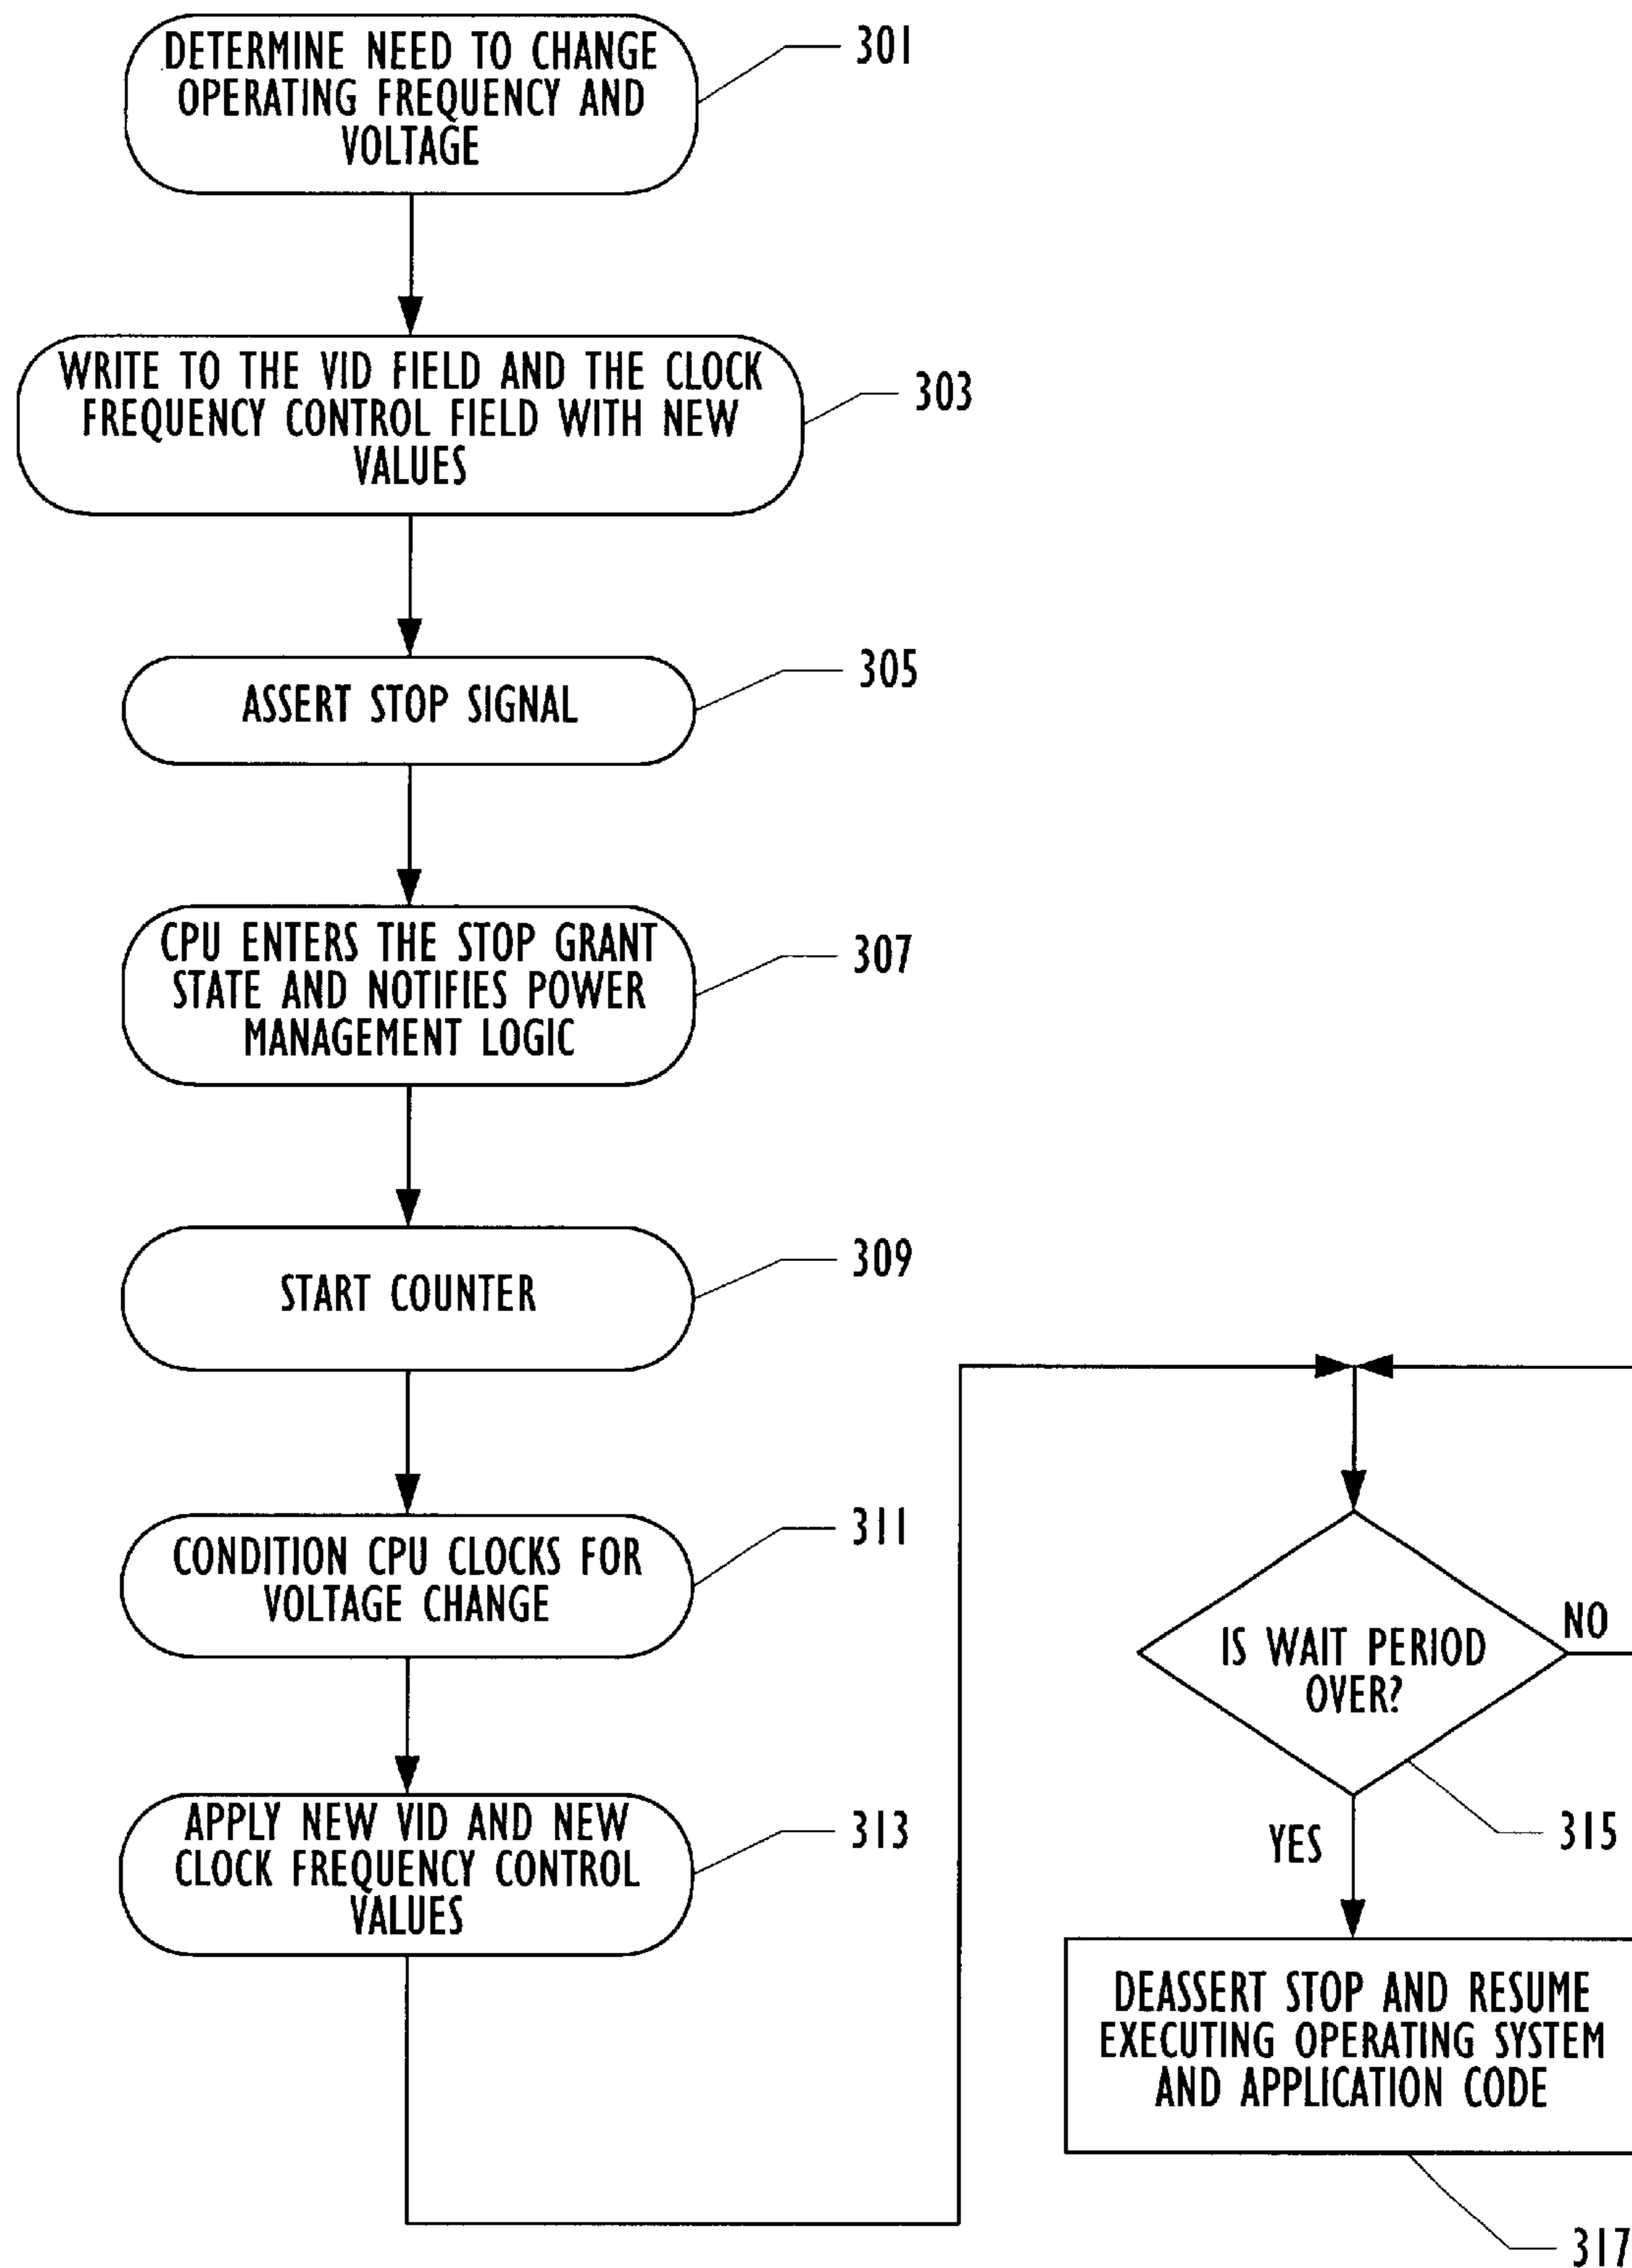 DETERMINE NEED TO CHANGE
OPERATING FREQUENCY AND
VOLTAGE
301
WRITE TO THE VID FIELD AND THE CLOCK
FREQUENCY CONTROL FIELD WITH NEW
VALUES
303
ASSERT STOP SIGNAL
305
CPU ENTERS THE STOP GRANT
STATE AND NOTIFIES POWER
MANAGEMENT LOGIC
307
START COUNTER
309
CONDITION CPU CLOCKS FOR
VOLTAGE CHANGE
311
APPLY NEW VID AND NEW
CLOCK FREQUENCY CONTROL
VALUES
313
IS WAIT PERIOD
OVER?
NO
315
YES
DEASSERT STOP AND RESUME
EXECUTING OPERATING SYSTEM
AND APPLICATION CODE
317